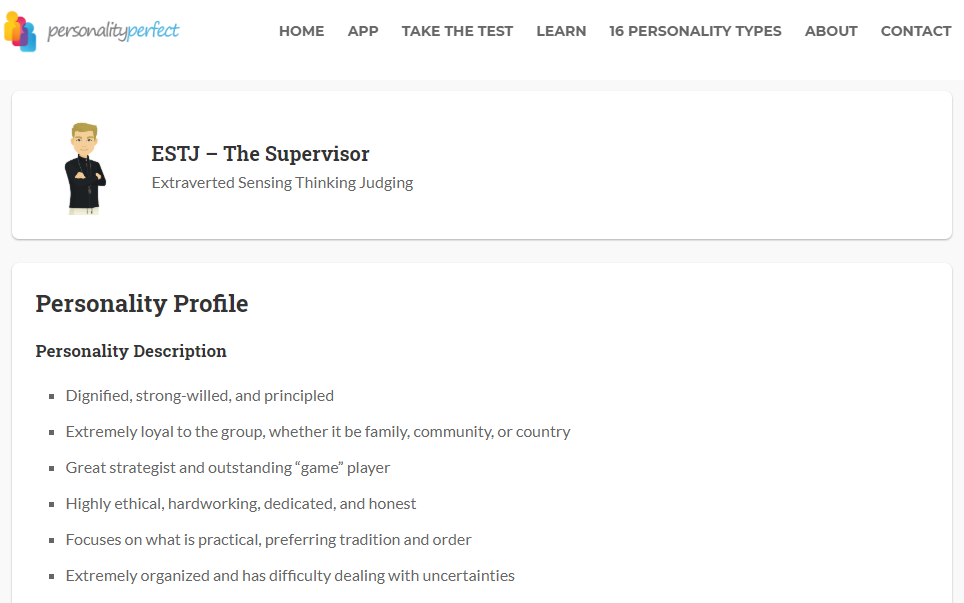 personalityperfect
HOME APP TAKE THE TEST LEARN 16 PERSONALITY TYPES ABOUT CONTACT
ESTJ – The Supervisor
Extraverted Sensing Thinking Judging
Personality Profile
Personality Description
Dignified, strong-willed, and principled
Extremely loyal to the group, whether it be family, community, or country
Great strategist and outstanding “game” player
Highly ethical, hardworking, dedicated, and honest
Focuses on what is practical, preferring tradition and order
Extremely organized and has difficulty dealing with uncertainties